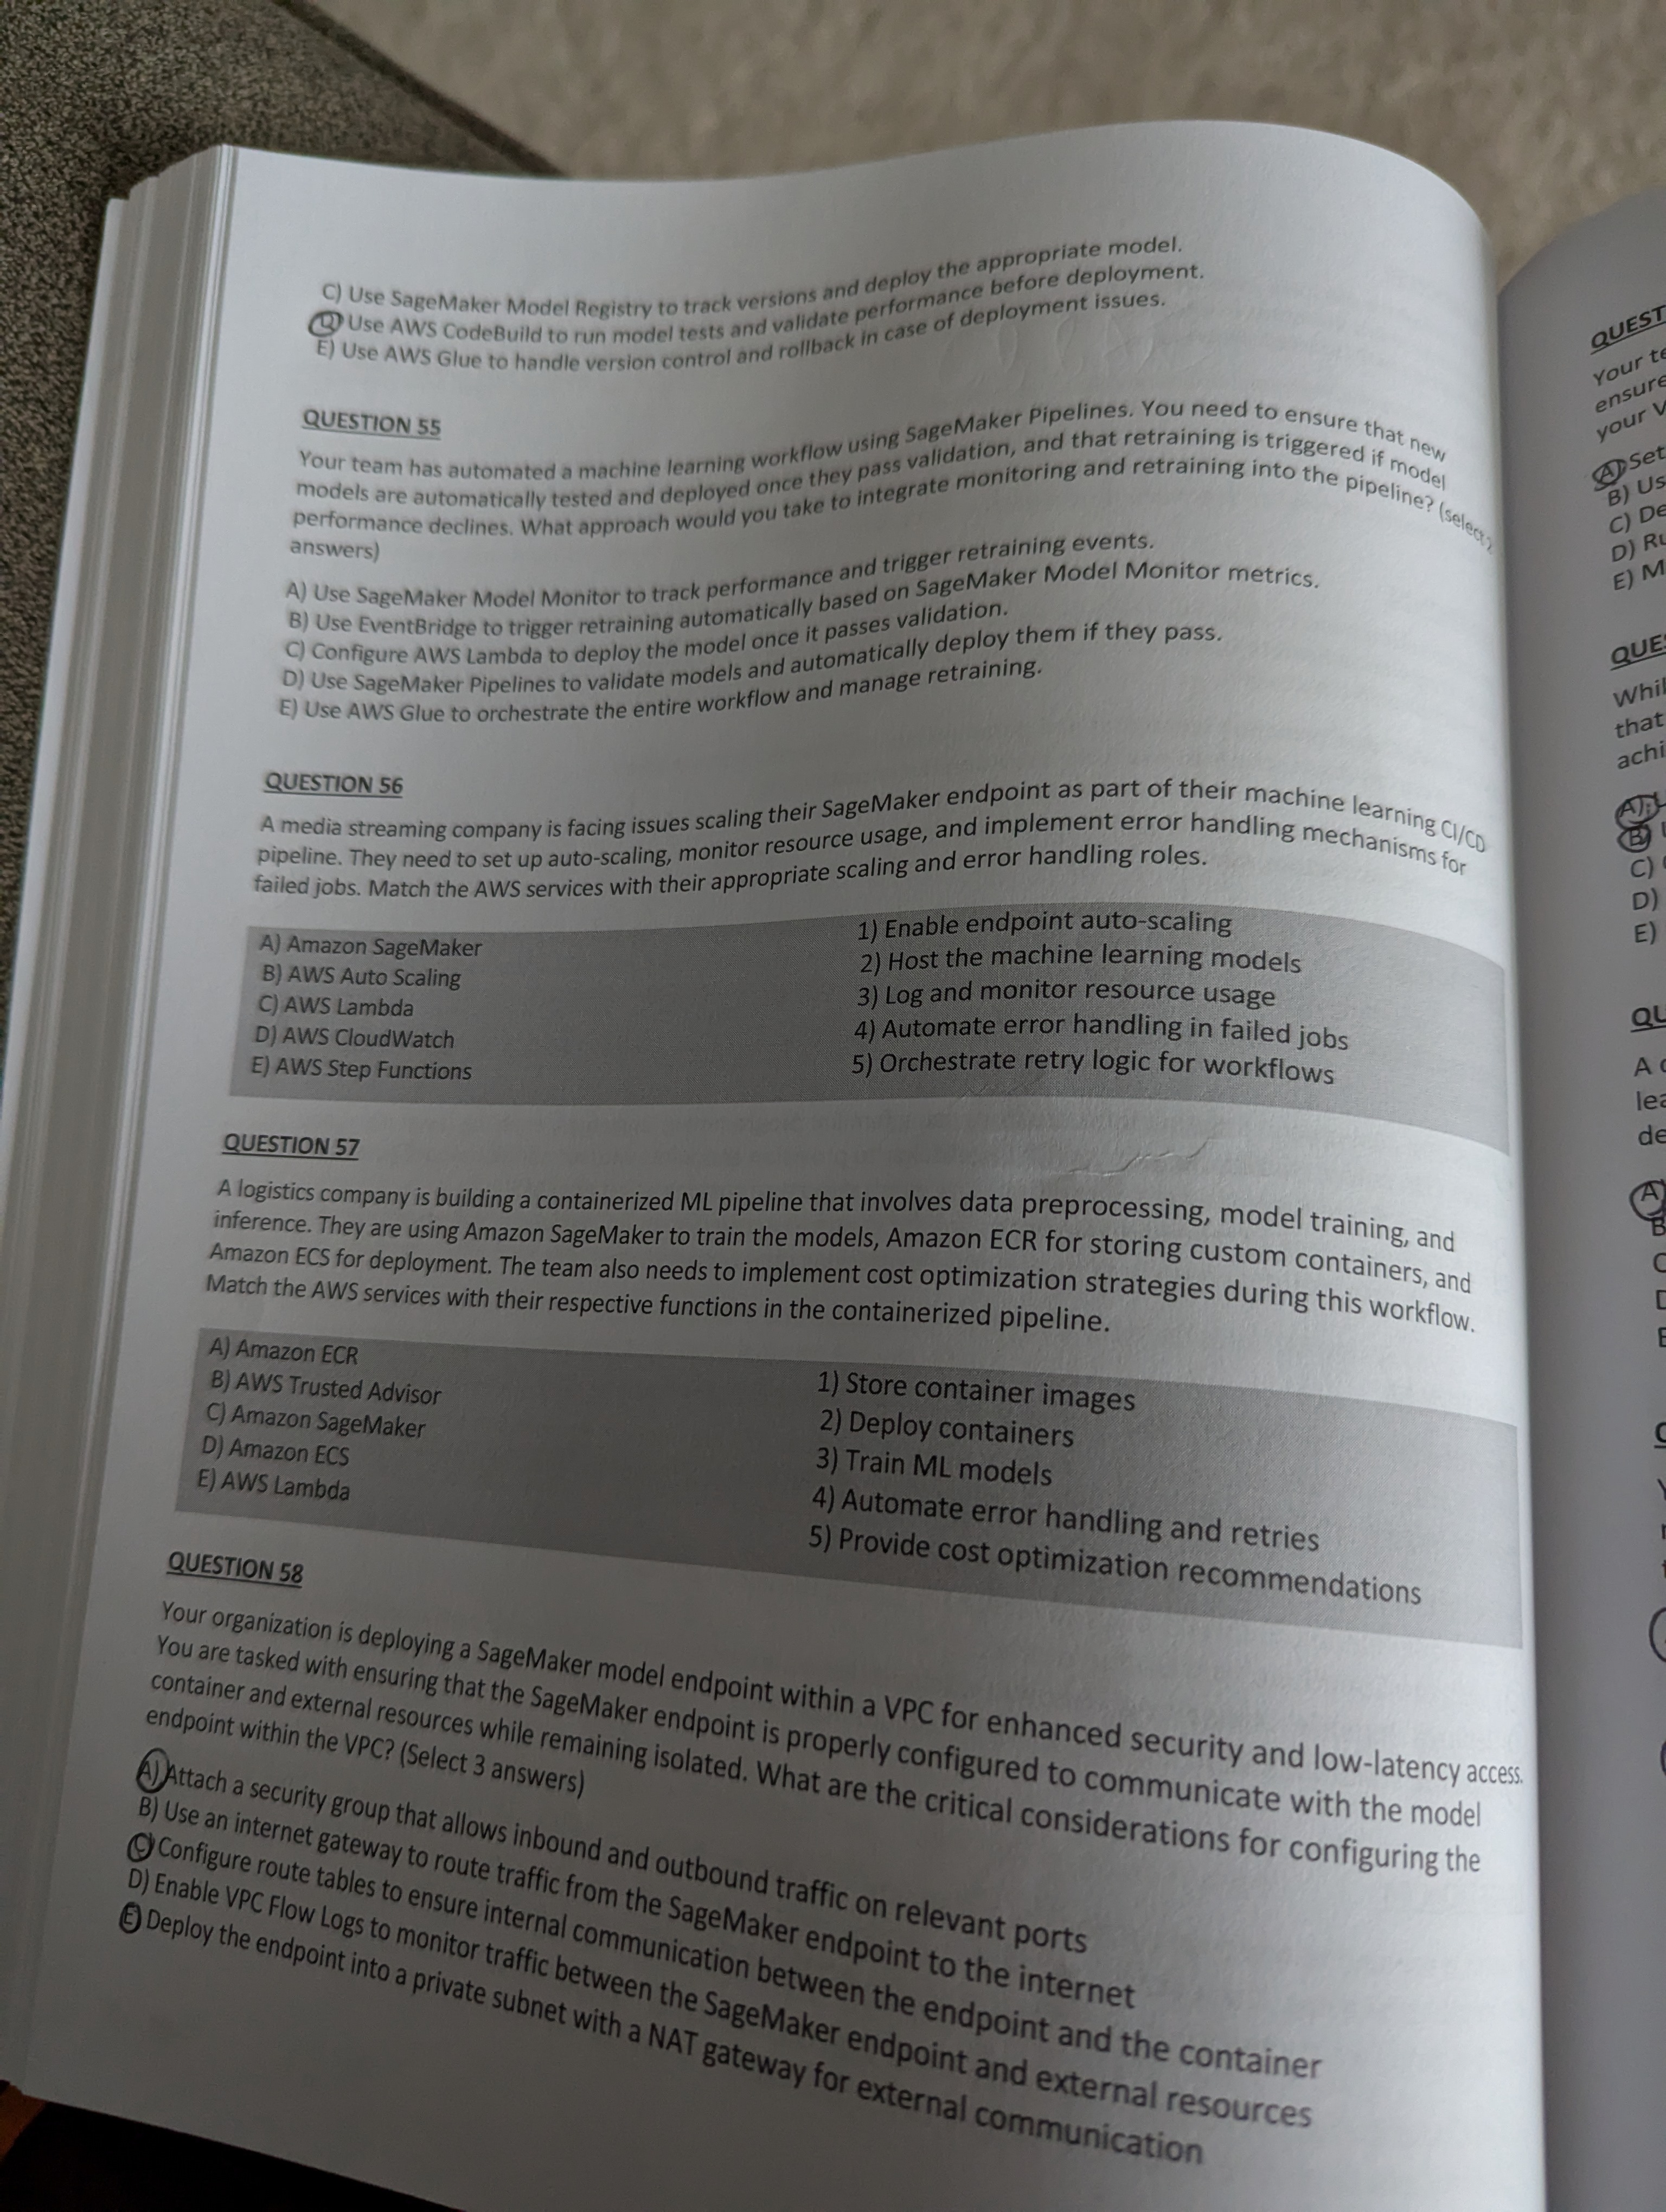 C) Use SageMaker Model Registry to track versions and deploy the appropriate model.
D) Use AWS CodeBuild to run model tests and validate performance before deployment.
E) Use AWS Glue to handle version control and rollback in case of deployment issues.
QUESTION 55
Your team has automated a machine learning workflow using SageMaker Pipelines. You need to ensure that new
models are automatically tested and deployed once they pass validation, and that retraining is triggered if model
performance declines. What approach would you take to integrate monitoring and retraining into the pipeline? (select 2
answers)
A) Use SageMaker Model Monitor to track performance and trigger retraining events.
B) Use EventBridge to trigger retraining automatically based on SageMaker Model Monitor metrics.
C) Configure AWS Lambda to deploy the model once it passes validation.
D) Use SageMaker Pipelines to validate models and automatically deploy them if they pass.
E) Use AWS Glue to orchestrate the entire workflow and manage retraining.
QUESTION 56
A media streaming company is facing issues scaling their SageMaker endpoint as part of their machine learning CI/CD
pipeline. They need to set up auto-scaling, monitor resource usage, and implement error handling mechanisms for
failed jobs. Match the AWS services with their appropriate scaling and error handling roles.
A) Amazon SageMaker
B) AWS Auto Scaling
C) AWS Lambda
D) AWS CloudWatch
E) AWS Step Functions
1) Enable endpoint auto-scaling
2) Host the machine learning models
3) Log and monitor resource usage
4) Automate error handling in failed jobs
5) Orchestrate retry logic for workflows
QUESTION 57
A logistics company is building a containerized ML pipeline that involves data preprocessing, model training, and
inference. They are using Amazon SageMaker to train the models, Amazon ECR for storing custom containers, and
Amazon ECS for deployment. The team also needs to implement cost optimization strategies during this workflow.
Match the AWS services with their respective functions in the containerized pipeline.
A) Amazon ECR
B) AWS Trusted Advisor
C) Amazon SageMaker
D) Amazon ECS
E) AWS Lambda
1) Store container images
2) Deploy containers
3) Train ML models
4) Automate error handling and retries
5) Provide cost optimization recommendations
QUESTION 58
Your organization is deploying a SageMaker model endpoint within a VPC for enhanced security and low-latency access.
You are tasked with ensuring that the SageMaker endpoint is properly configured to communicate with the model
container and external resources while remaining isolated. What are the critical considerations for configuring the
endpoint within the VPC? (Select 3 answers)
A) Attach a security group that allows inbound and outbound traffic on relevant ports
B) Use an internet gateway to route traffic from the SageMaker endpoint to the internet
C) Configure route tables to ensure internal communication between the endpoint and the container
D) Enable VPC Flow Logs to monitor traffic between the SageMaker endpoint and external resources
E) Deploy the endpoint into a private subnet with a NAT gateway for external communication
QUEST
Your te
ensure
your V
A) Set
B) Us
C) De
D) Ru
E) M
QUES
Whil
that
achi
A)
B)
C)
D)
E)
QU
A
lea
de
A)
B